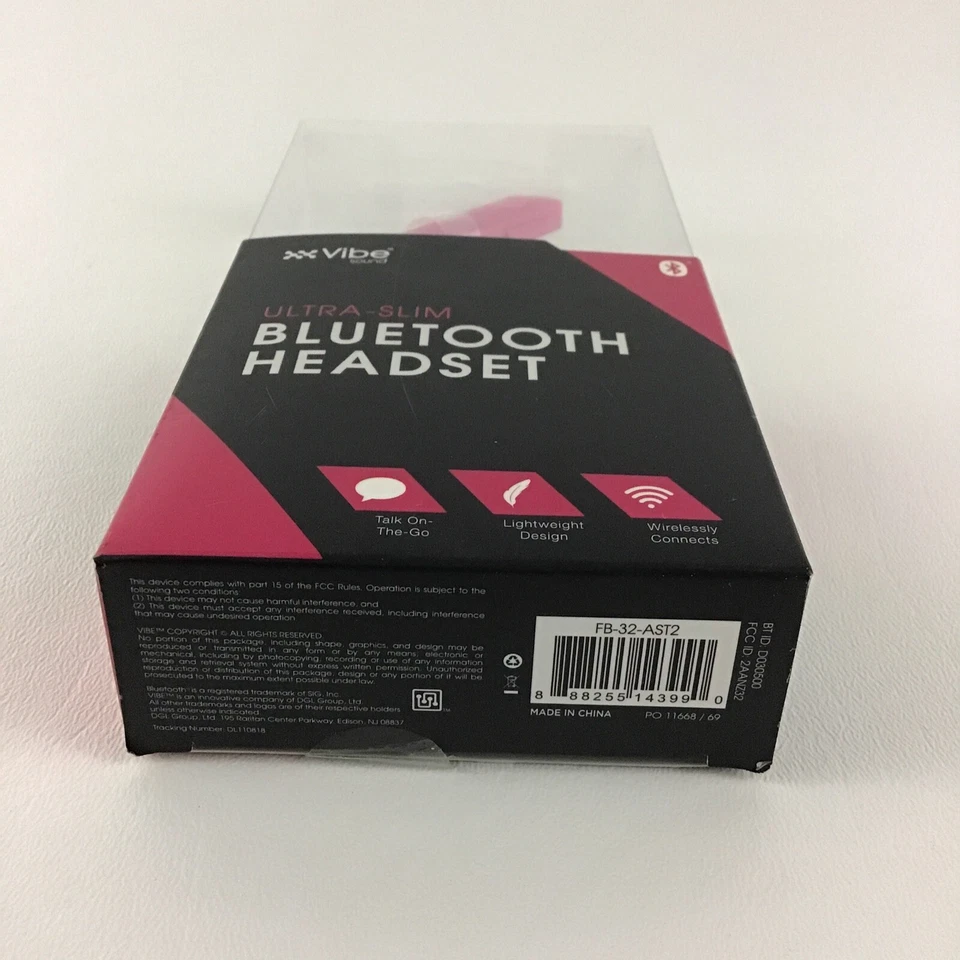 Vibe
sound
ULTRA-SLIM
BLUETOOTH
HEADSET
Talk On-
The-Go
Lightweight
Design
Wirelessly
Connects
This device complies with part 15 of the FCC Rules. Operation is subject to the
following two conditions
(1) This device may not cause harmful interference, and
(2) This device must accept any interference received, including interference
that may cause undesired operation
VIBE™ COPYRIGHT © ALL RIGHTS RESERVED.
No portion of this package, including shape, graphics, and design may be
reproduced or transmitted in any form or by any means, electronic or
mechanical, including by photocopying, recording or use of any information
storage and retrieval system without express written permission. Unauthorized
reproduction or distribution of this package, design or any portion of it will be
prosecuted to the maximum extent possible under law.
Bluetooth® is a registered trademark of SIG, Inc.
VIBE™ is an innovative company of DGL Group, Ltd.
All other trademarks and logos are of their respective holders
unless otherwise indicated.
DGL Group, Ltd. 195 Raritan Center Parkway, Edison, NJ 08837
Tracking Number: DL110818
FB-32-AST2
8 88255 14399 0
MADE IN CHINA
PO 11668 / 69
BT ID: D030500
FCC ID: 2AANZ32